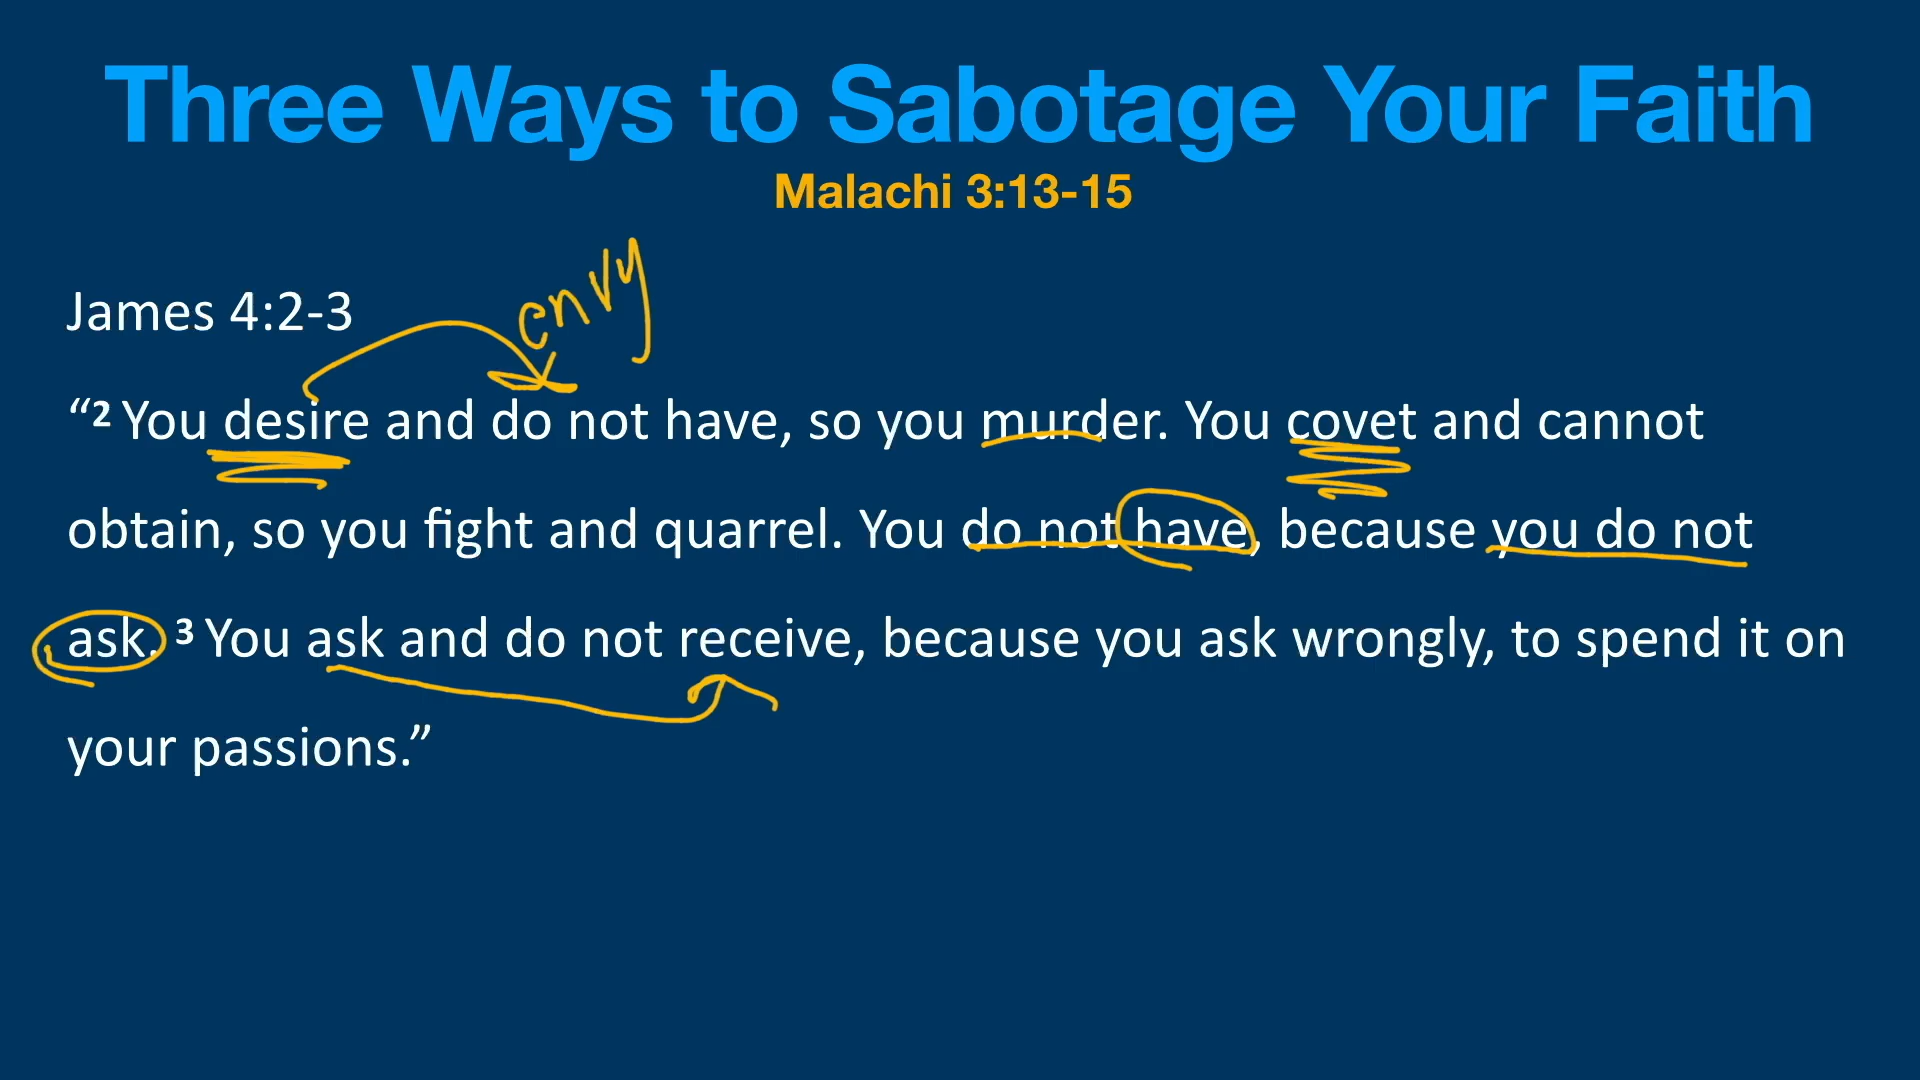 Three Ways to Sabotage Your Faith
Malachi 3:13-15
envy
James 4:2-3
“2 You desire and do not have, so you murder. You covet and cannot
obtain, so you fight and quarrel. You do not have, because you do not
ask. 3 You ask and do not receive, because you ask wrongly, to spend it on
your passions.”